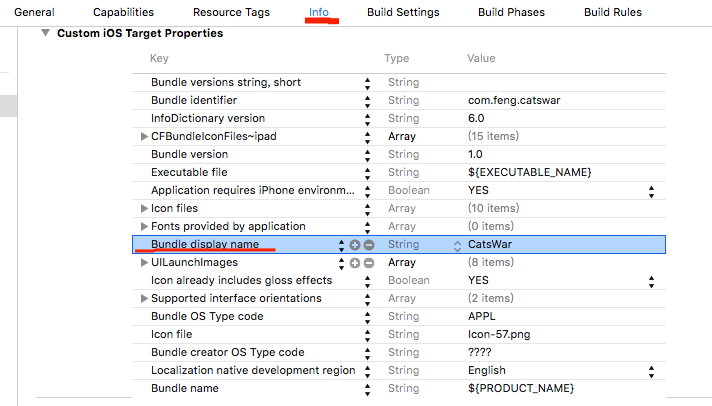 General Capabilities Resource Tags Info Build Settings Build Phases Build Rules
Custom iOS Target Properties
Key Type Value
Bundle versions string, short String
Bundle identifier String com.feng.catswar
InfoDictionary version String 6.0
CFBundleIconFiles~ipad Array (15 items)
Bundle version String 1.0
Executable file String ${EXECUTABLE_NAME}
Application requires iPhone environm... Boolean YES
Icon files Array (10 items)
Fonts provided by application Array (0 items)
Bundle display name String CatsWar
UILaunchImages Array (8 items)
Icon already includes gloss effects Boolean YES
Supported interface orientations Array (2 items)
Bundle OS Type code String APPL
Icon file String Icon-57.png
Bundle creator OS Type code String ????
Localization native development region String English
Bundle name String ${PRODUCT_NAME}